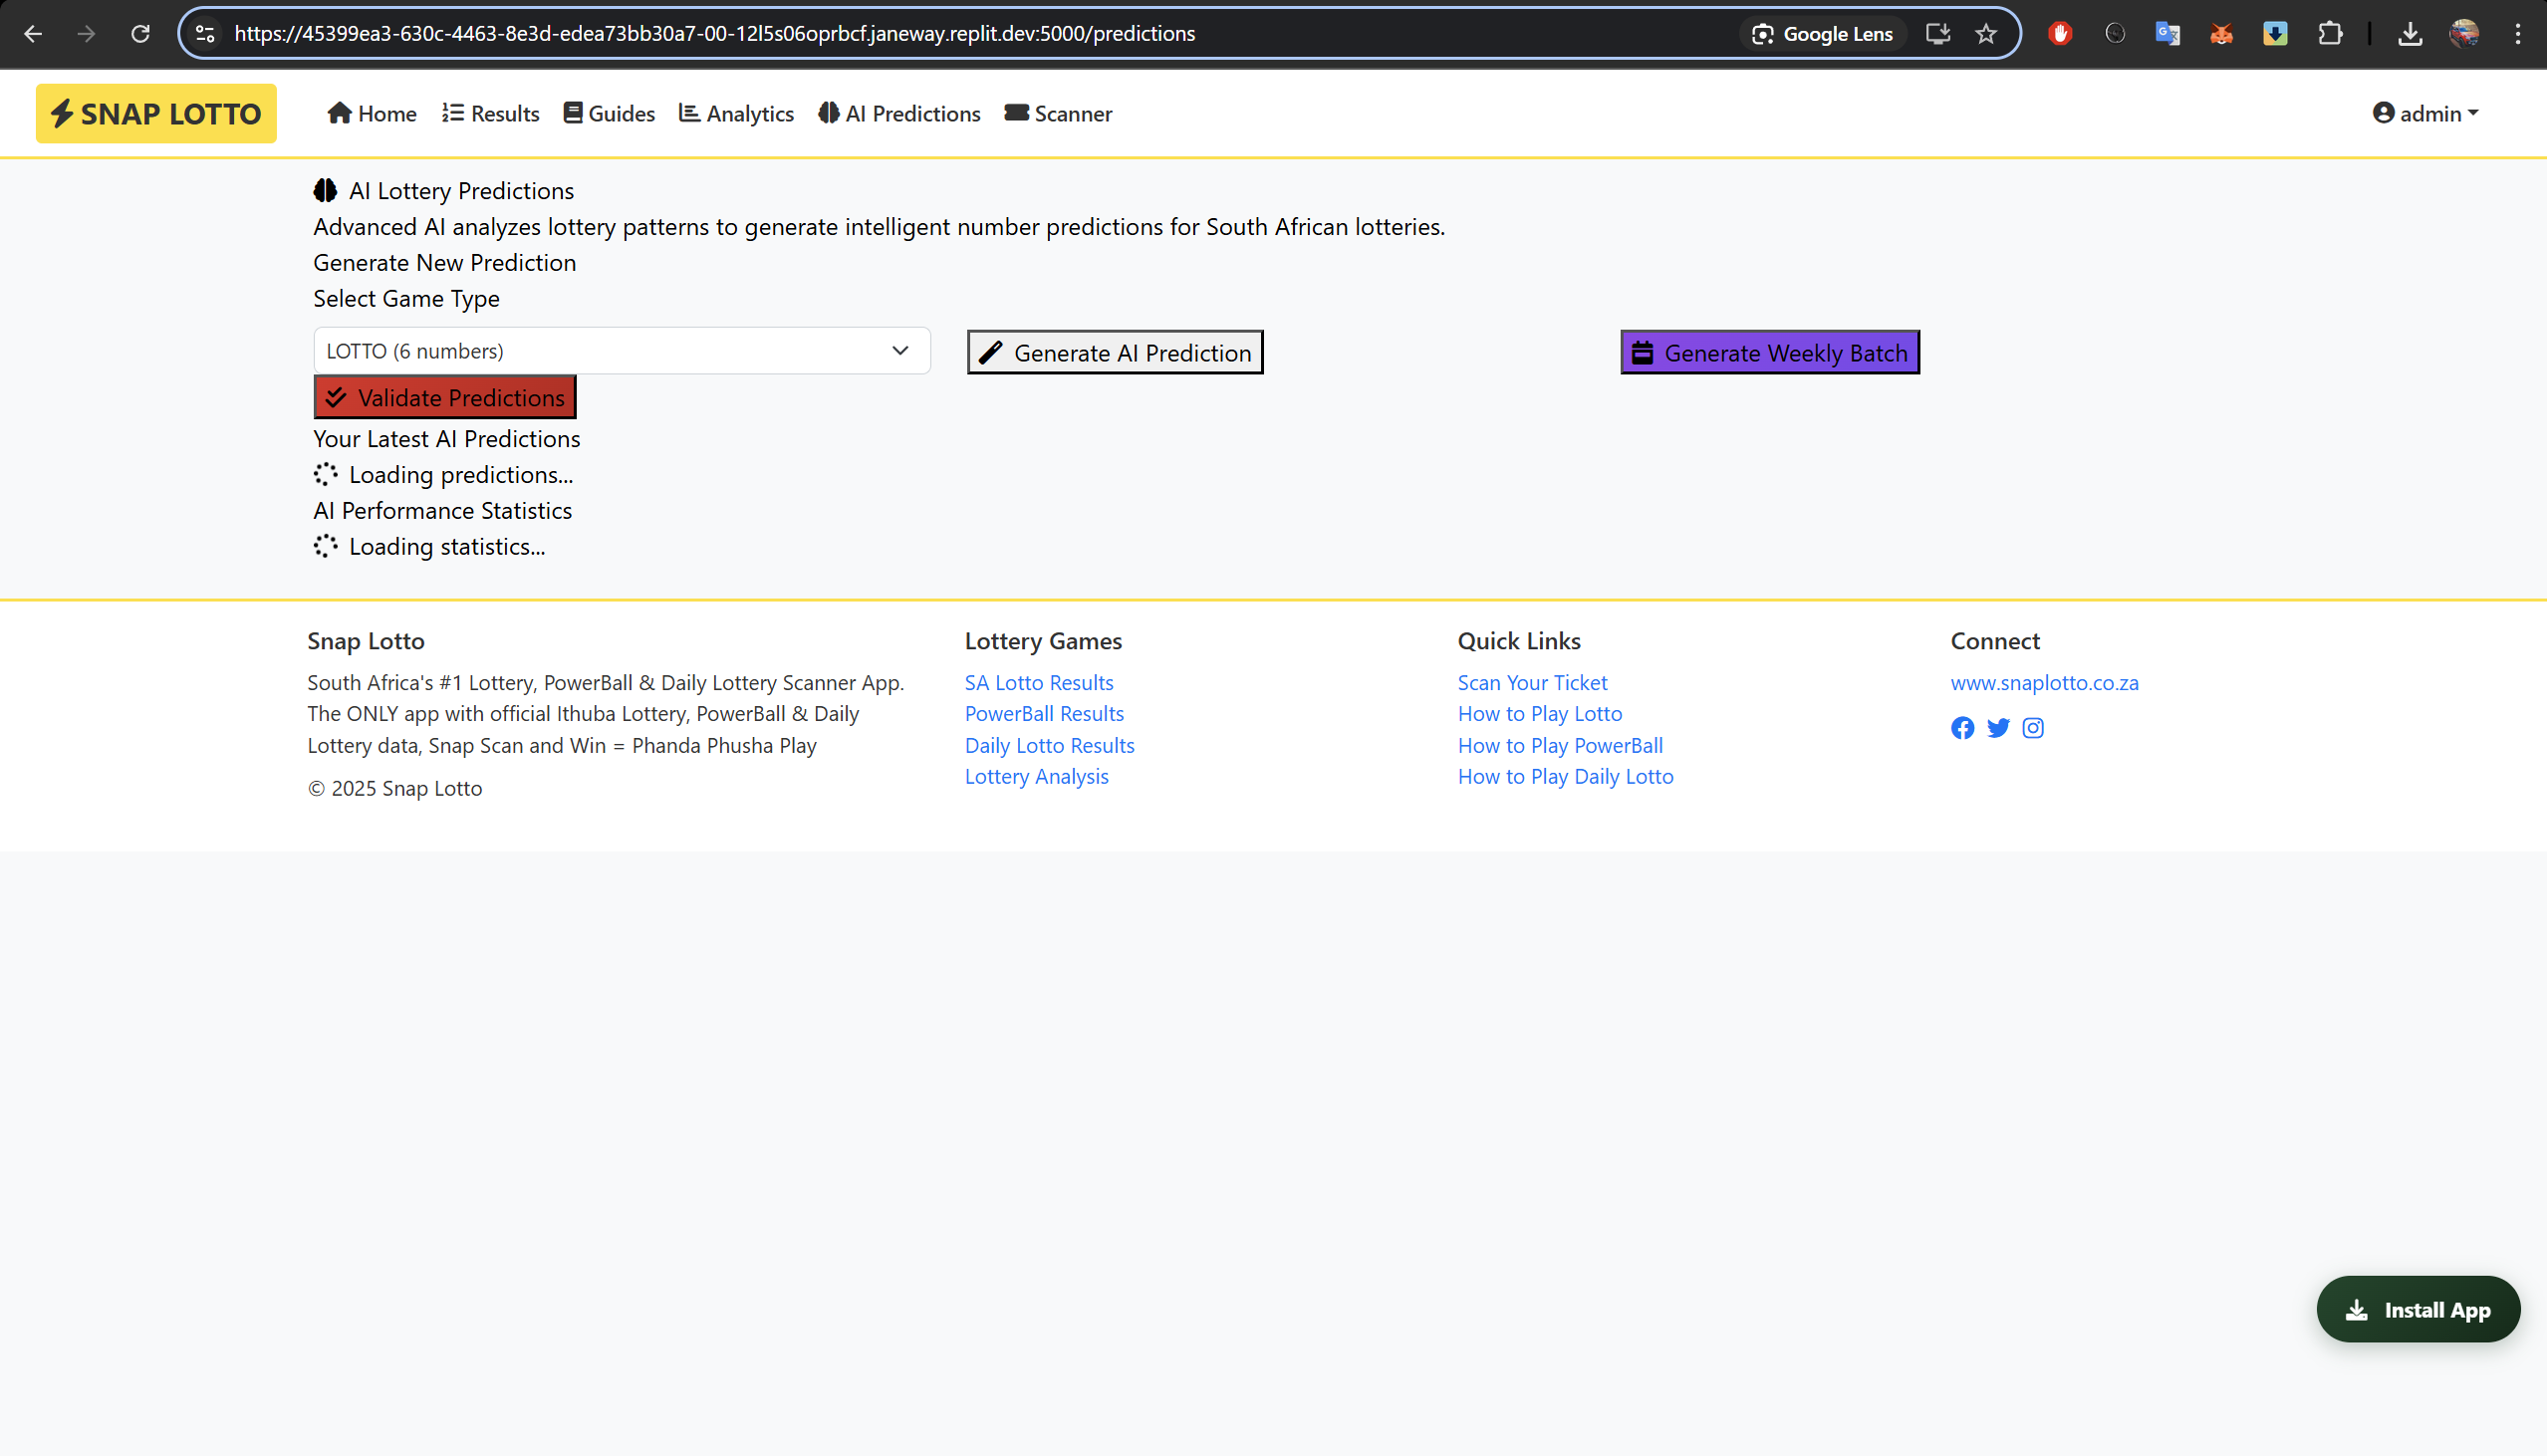 https://45399ea3-630c-4463-8e3d-edea73bb30a7-00-12l5s06oprbcf.janeway.replit.dev:5000/predictions
Google Lens
SNAP LOTTO
Home
Results
Guides
Analytics
AI Predictions
Scanner
admin
AI Lottery Predictions
Advanced AI analyzes lottery patterns to generate intelligent number predictions for South African lotteries.
Generate New Prediction
Select Game Type
LOTTO (6 numbers)
Generate AI Prediction
Generate Weekly Batch
Validate Predictions
Your Latest AI Predictions
Loading predictions...
AI Performance Statistics
Loading statistics...
Snap Lotto
South Africa's #1 Lottery, PowerBall & Daily Lottery Scanner App.
The ONLY app with official Ithuba Lottery, PowerBall & Daily
Lottery data, Snap Scan and Win = Phanda Phusha Play
© 2025 Snap Lotto
Lottery Games
SA Lotto Results
PowerBall Results
Daily Lotto Results
Lottery Analysis
Quick Links
Scan Your Ticket
How to Play Lotto
How to Play PowerBall
How to Play Daily Lotto
Connect
www.snaplotto.co.za
Install App